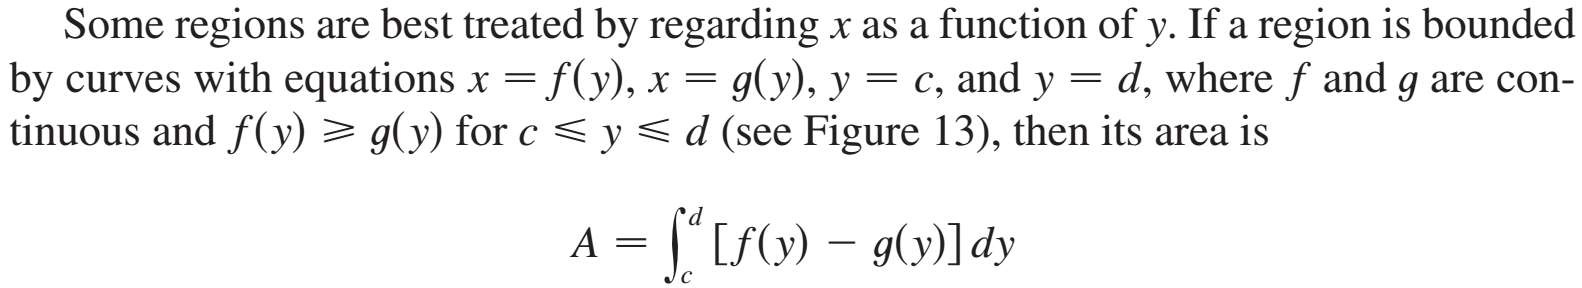 Some regions are best treated by regarding x as a function of y. If a region is bounded
by curves with equations x = f(y), x = g(y), y = c, and y = d, where f and g are con-
tinuous and f(y) ⩾ g(y) for c ⩽ y ⩽ d (see Figure 13), then its area is
A = ∫_c^d [f(y) − g(y)] dy